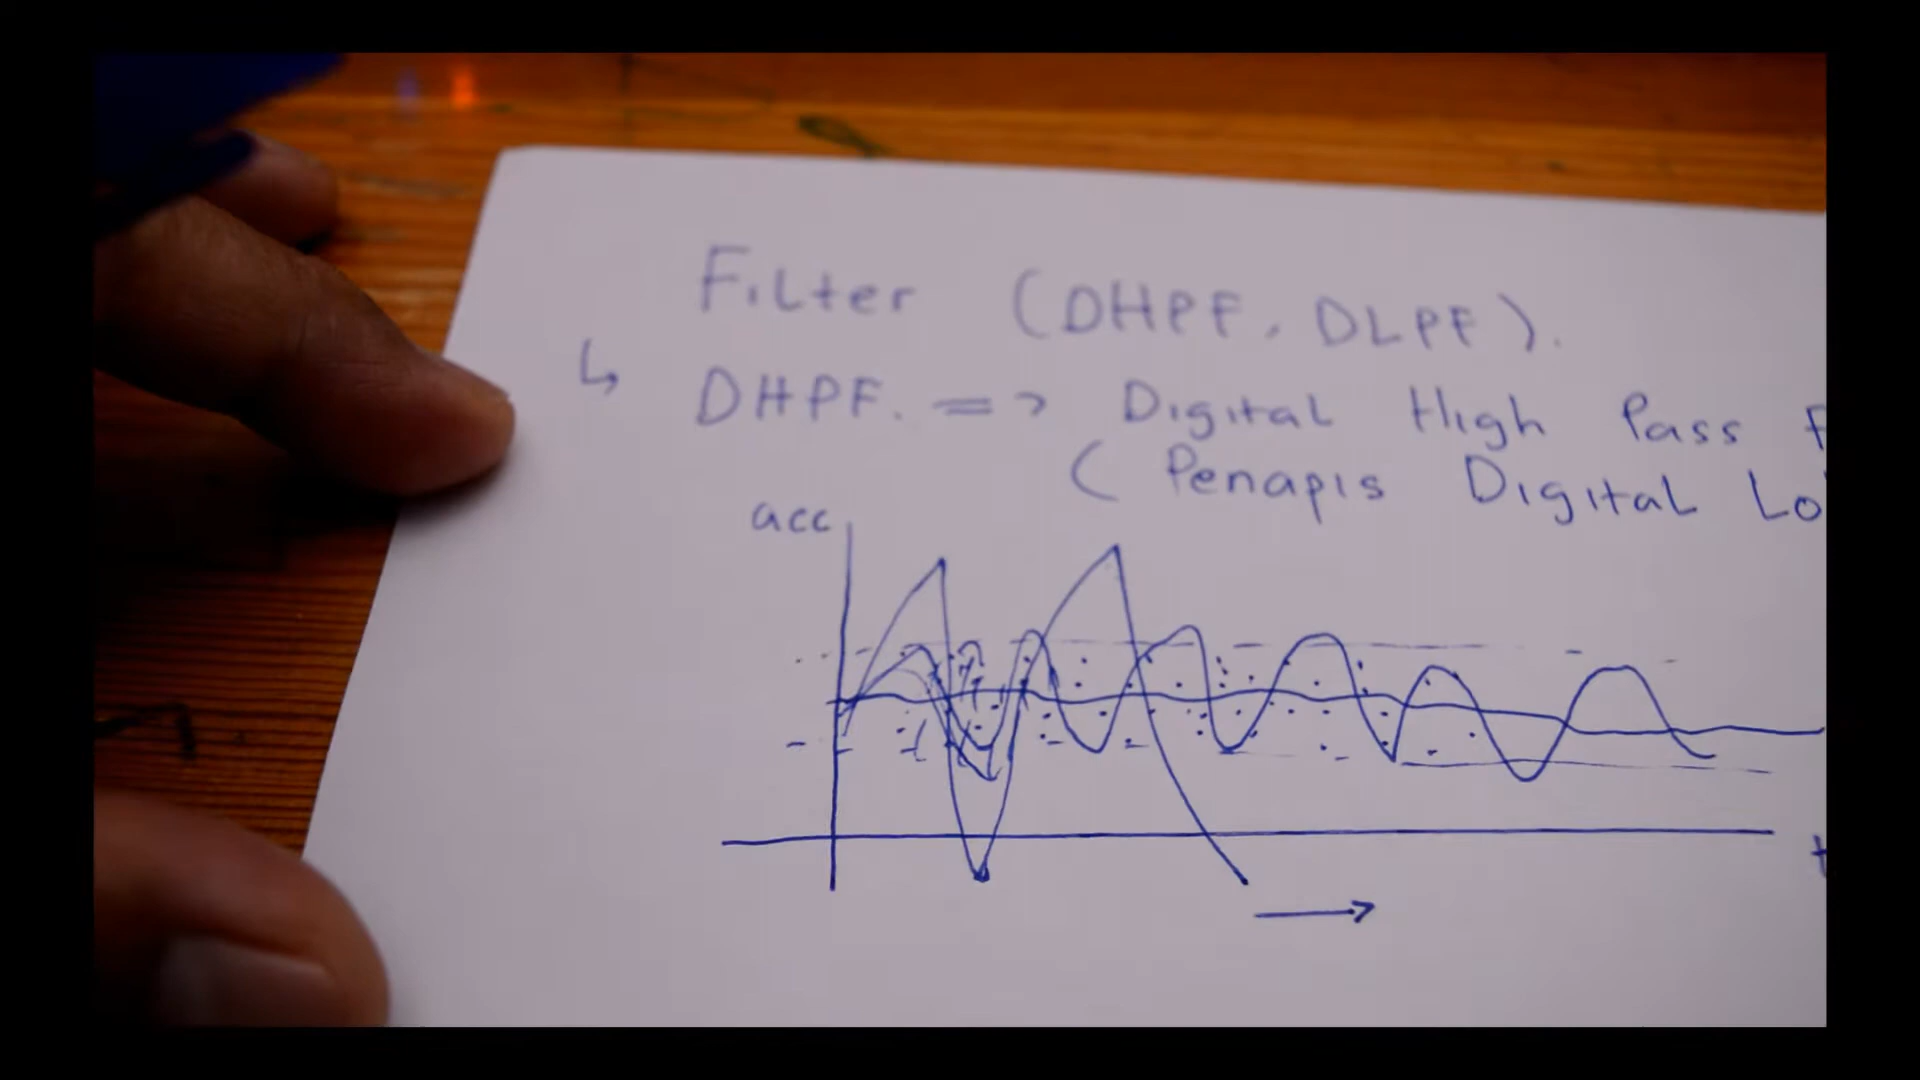 Filter (DHPF, DLPF).
↳ DHPF. => Digital High Pass
( Penapis Digital
acc